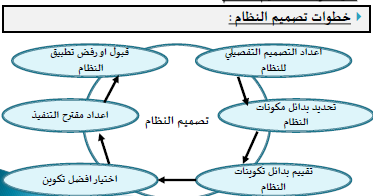 خطوات تصميم النظام:
اعداد التصميم التفصيلي
للنظام
تحديد بدائل مكونات
النظام
تقييم بدائل تكوينات
النظام
اختيار افضل تكوين
اعداد مقترح التنفيذ
قبول او رفض تطبيق
النظام
تصميم النظام